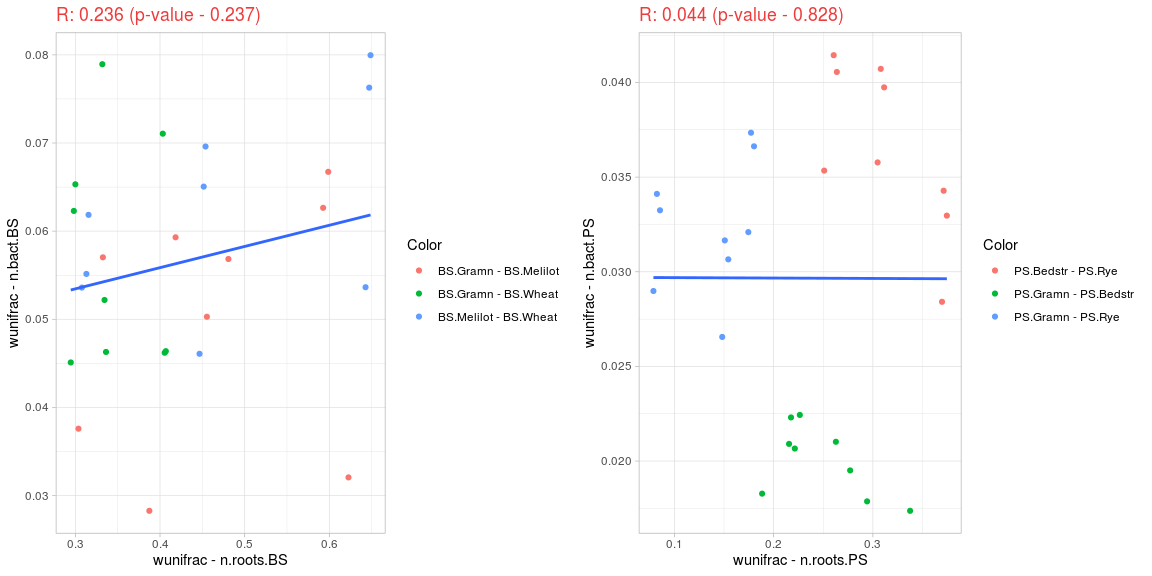 R: 0.236 (p-value - 0.237)
0.08
0.07
0.06
0.05
0.04
0.03
wunifrac - n.bact.BS
0.3
0.4
0.5
0.6
wunifrac - n.roots.BS
Color
BS.Gramn - BS.Melilot
BS.Gramn - BS.Wheat
BS.Melilot - BS.Wheat
R: 0.044 (p-value - 0.828)
0.040
0.035
0.030
0.025
0.020
wunifrac - n.bact.PS
0.1
0.2
0.3
wunifrac - n.roots.PS
Color
PS.Bedstr - PS.Rye
PS.Gramn - PS.Bedstr
PS.Gramn - PS.Rye